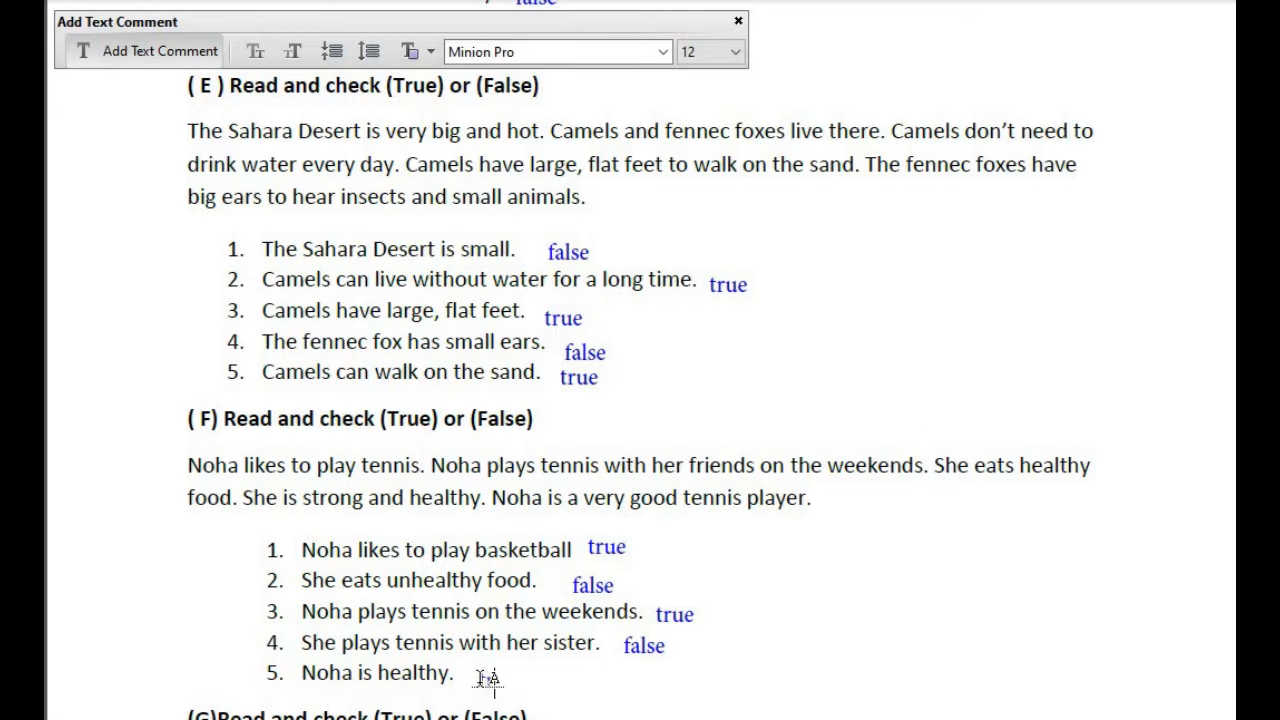 false
Add Text Comment
Add Text Comment Minion Pro 12
( E ) Read and check (True) or (False)
The Sahara Desert is very big and hot. Camels and fennec foxes live there. Camels don’t need to
drink water every day. Camels have large, flat feet to walk on the sand. The fennec foxes have
big ears to hear insects and small animals.
1. The Sahara Desert is small. false
2. Camels can live without water for a long time. true
3. Camels have large, flat feet. true
4. The fennec fox has small ears. false
5. Camels can walk on the sand. true
( F) Read and check (True) or (False)
Noha likes to play tennis. Noha plays tennis with her friends on the weekends. She eats healthy
food. She is strong and healthy. Noha is a very good tennis player.
1. Noha likes to play basketball true
2. She eats unhealthy food. false
3. Noha plays tennis on the weekends. true
4. She plays tennis with her sister. false
5. Noha is healthy.
(G)Read and check (True) or (False)